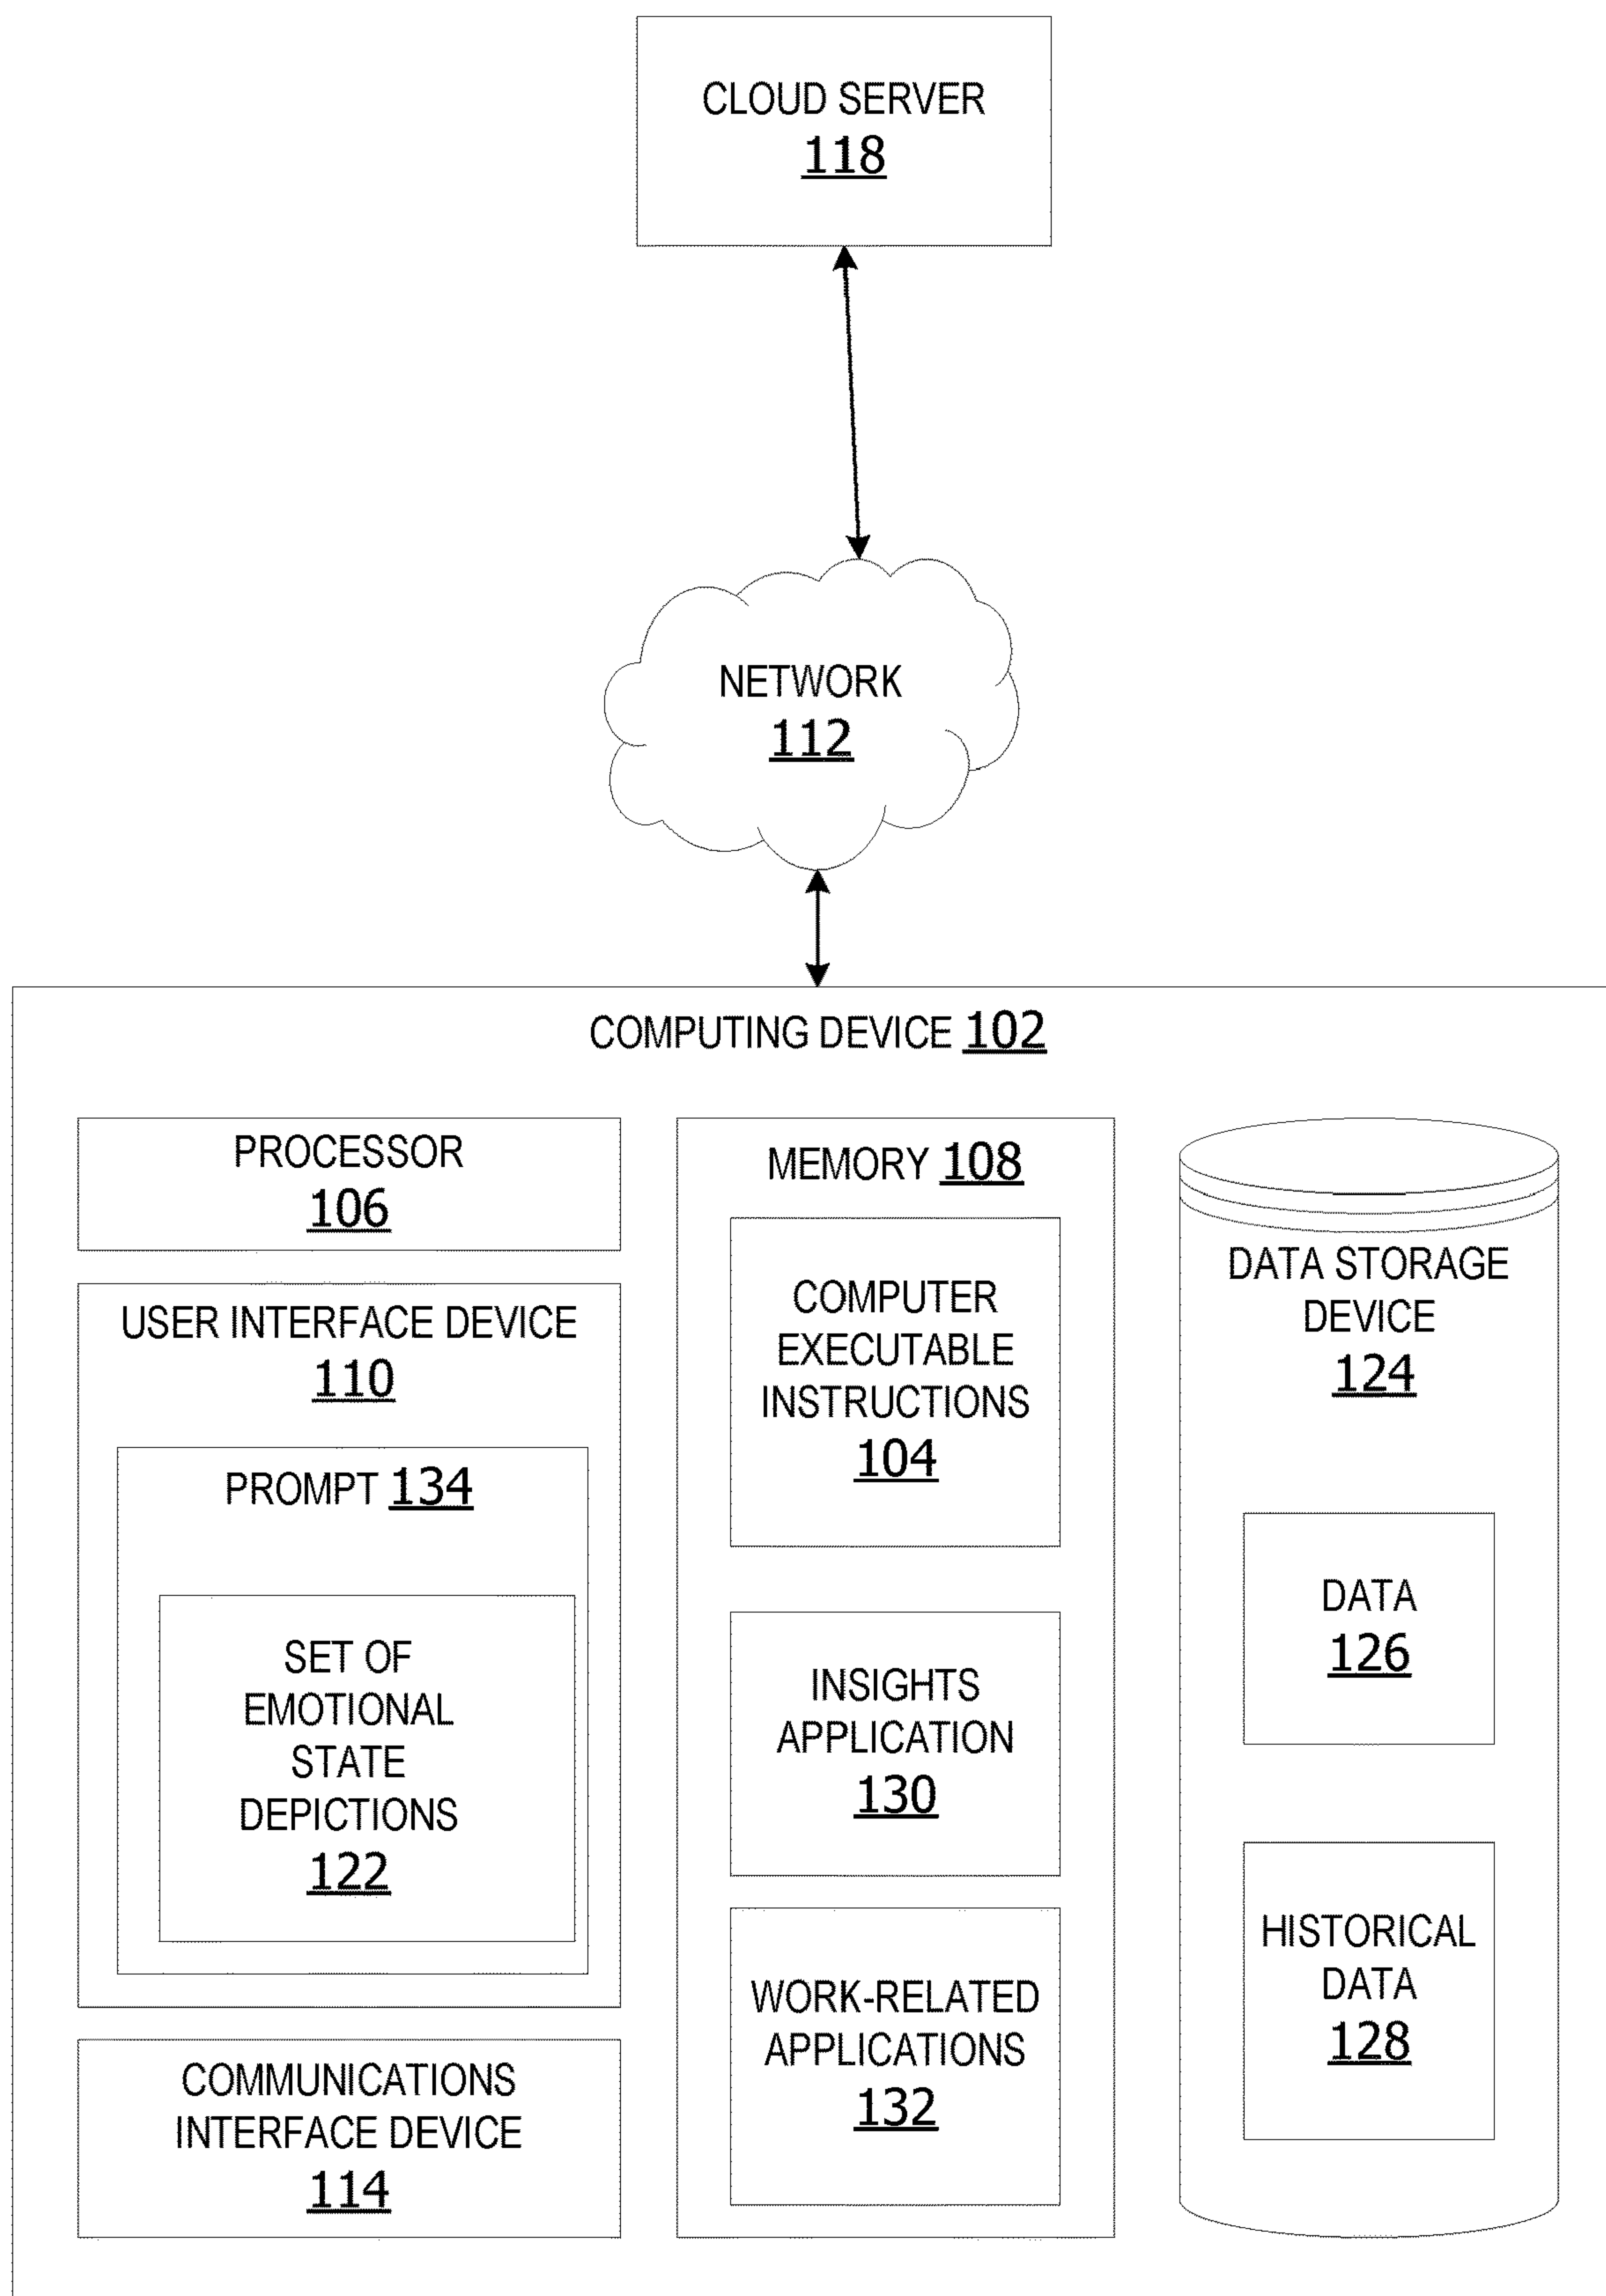 CLOUD SERVER
118
NETWORK
112
COMPUTING DEVICE 102
PROCESSOR
106
USER INTERFACE DEVICE
110
PROMPT 134
SET OF
EMOTIONAL
STATE
DEPICTIONS
122
COMMUNICATIONS
INTERFACE DEVICE
114
MEMORY 108
COMPUTER
EXECUTABLE
INSTRUCTIONS
104
INSIGHTS
APPLICATION
130
WORK-RELATED
APPLICATIONS
132
DATA STORAGE
DEVICE
124
DATA
126
HISTORICAL
DATA
128